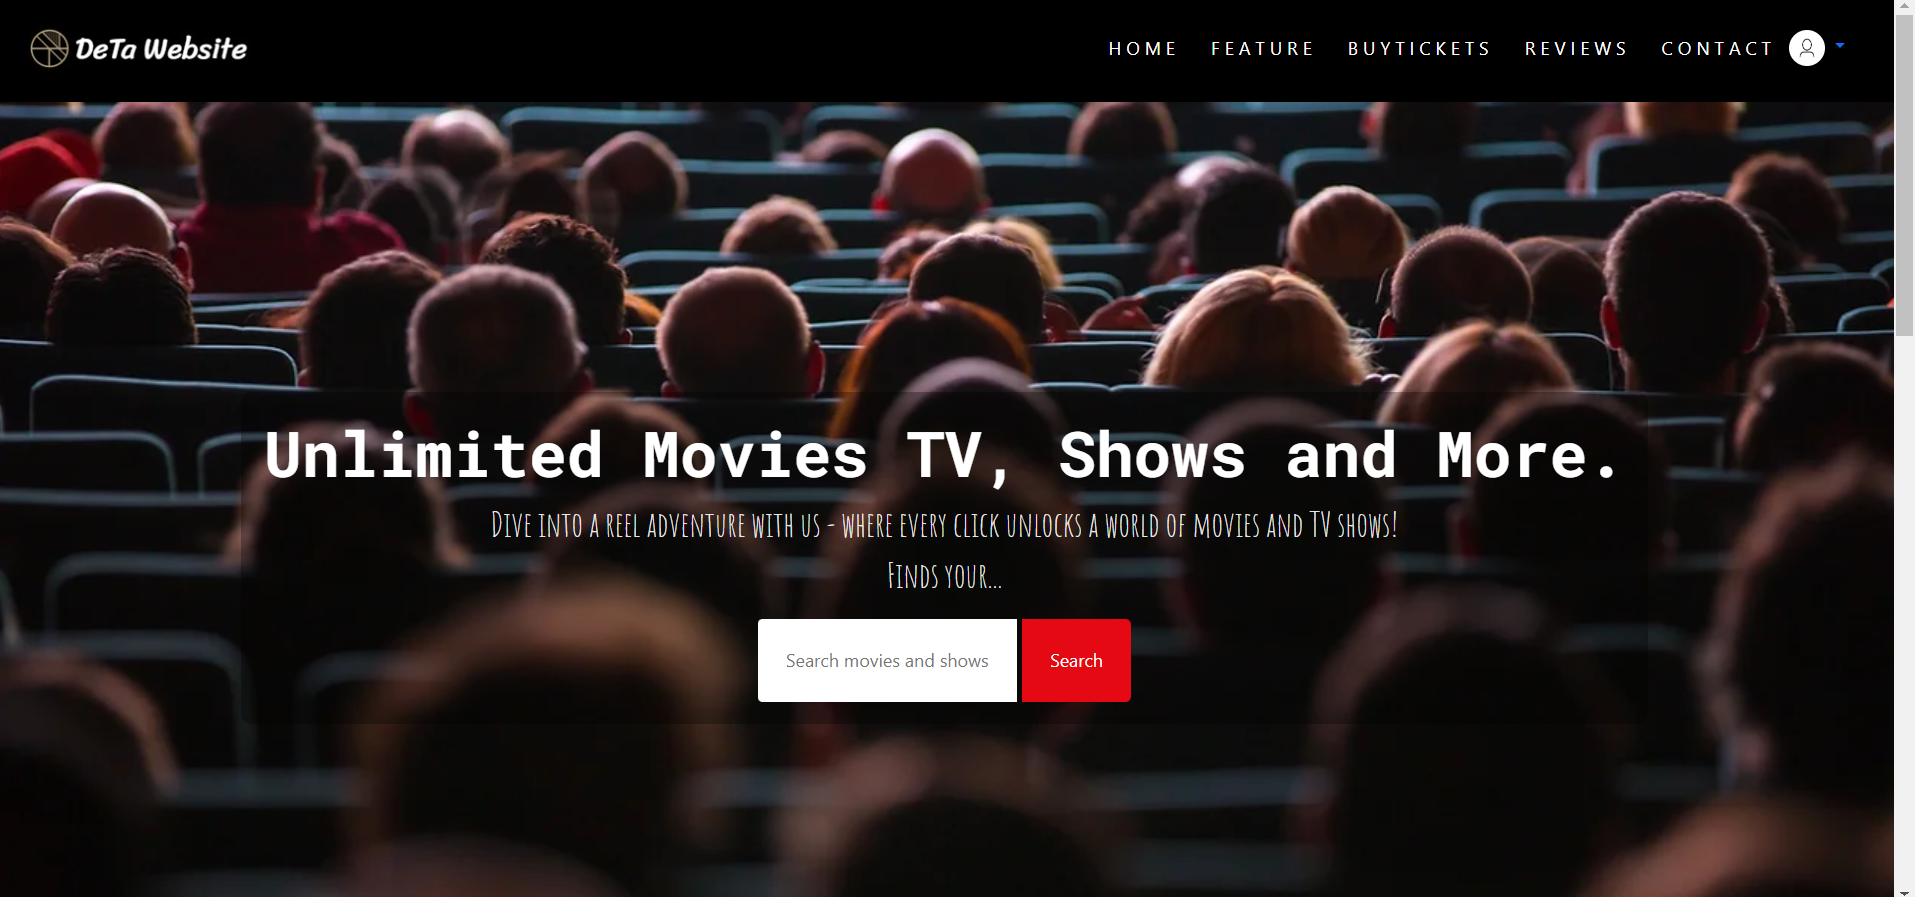 DeTa Website
HOME FEATURE BUYTICKETS REVIEWS CONTACT
Unlimited Movies TV, Shows and More.
Dive into a reel adventure with us - where every click unlocks a world of movies and TV shows!
Finds your...
Search movies and shows Search